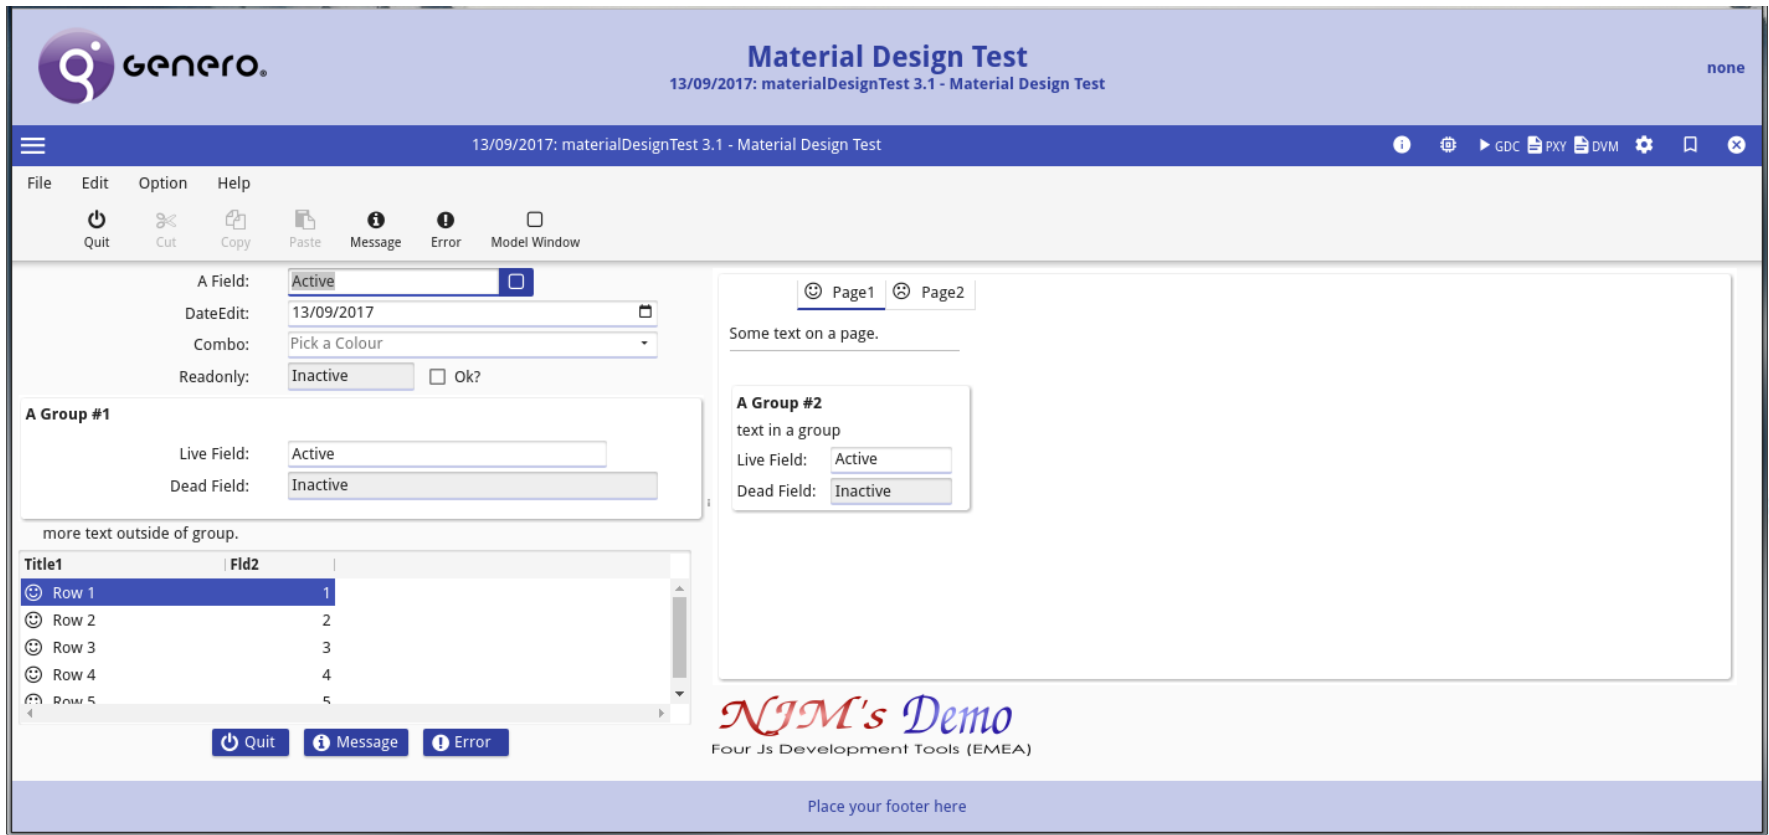 Genero®
Material Design Test
13/09/2017: materialDesignTest 3.1 - Material Design Test
none
13/09/2017: materialDesignTest 3.1 - Material Design Test
GDC PXY DVM
File Edit Option Help
Quit Cut Copy Paste Message Error Model Window
A Field: Active
DateEdit: 13/09/2017
Combo: Pick a Colour
Readonly: Inactive Ok?
A Group #1
Live Field: Active
Dead Field: Inactive
more text outside of group.
Title1 Fld2
Row 1 1
Row 2 2
Row 3 3
Row 4 4
Row 5 5
Quit Message Error
Page1 Page2
Some text on a page.
A Group #2
text in a group
Live Field: Active
Dead Field: Inactive
NJM's Demo
Four Js Development Tools (EMEA)
Place your footer here